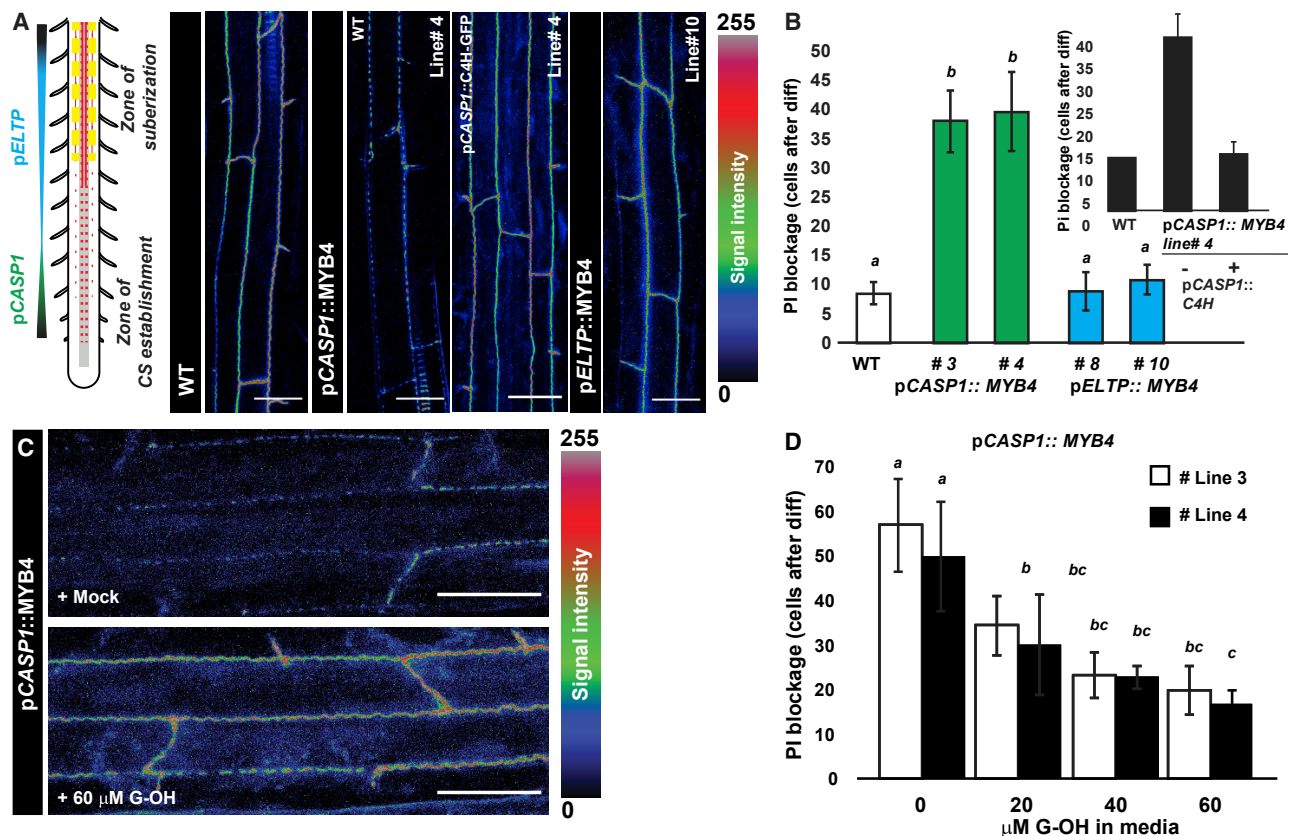 A
pELTP
pCASP1
Zone of suberization
Zone of CS establishment
WT
pCASP1::MYB4
WT
Line# 4
pCASP1::C4H-GFP
Line# 4
pELTP::MYB4
Line#10
255
Signal intensity
0
B
PI blockage (cells after diff)
50
45
40
35
30
25
20
15
10
5
0
a
b
b
a
a
WT
# 3
# 4
# 8
# 10
pCASP1:: MYB4
pELTP:: MYB4
PI blockage (cells after diff)
45
40
35
30
25
20
15
10
5
0
WT
pCASP1:: MYB4
line# 4
- +
pCASP1::
C4H
C
pCASP1::MYB4
+ Mock
+ 60 μM G-OH
255
Signal intensity
0
D
pCASP1:: MYB4
# Line 3
# Line 4
PI blockage (cells after diff)
70
60
50
40
30
20
10
0
a
a
b
bc
bc
bc
bc
c
0
20
40
60
μM G-OH in media